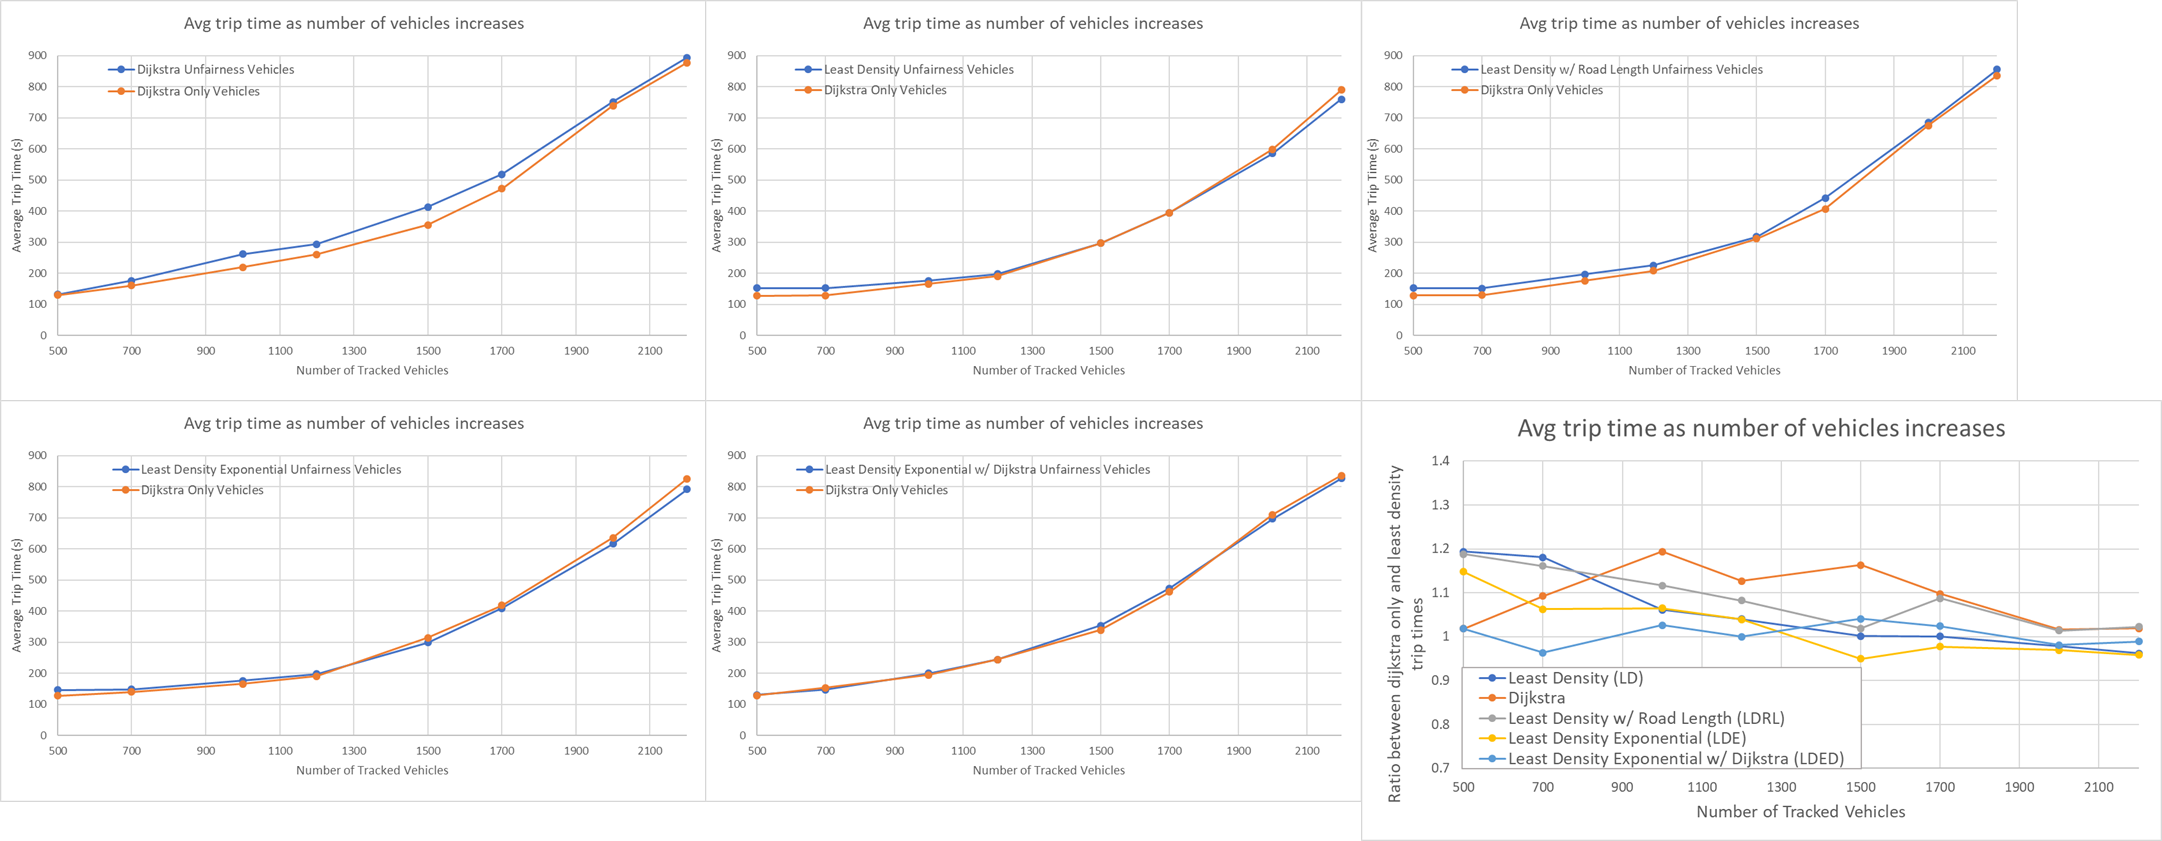 Avg trip time as number of vehicles increases
Dijkstra Unfairness Vehicles
Dijkstra Only Vehicles
Average Trip Time (s)
900
800
700
600
500
400
300
200
100
0
500 700 900 1100 1300 1500 1700 1900 2100
Number of Tracked Vehicles
Avg trip time as number of vehicles increases
Least Density Unfairness Vehicles
Dijkstra Only Vehicles
Average Trip Time (s)
900
800
700
600
500
400
300
200
100
0
500 700 900 1100 1300 1500 1700 1900 2100
Number of Tracked Vehicles
Avg trip time as number of vehicles increases
Least Density w/ Road Length Unfairness Vehicles
Dijkstra Only Vehicles
Average Trip Time (s)
900
800
700
600
500
400
300
200
100
0
500 700 900 1100 1300 1500 1700 1900 2100
Number of Tracked Vehicles
Avg trip time as number of vehicles increases
Least Density Exponential Unfairness Vehicles
Dijkstra Only Vehicles
Average Trip Time (s)
900
800
700
600
500
400
300
200
100
0
500 700 900 1100 1300 1500 1700 1900 2100
Number of Tracked Vehicles
Avg trip time as number of vehicles increases
Least Density Exponential w/ Dijkstra Unfairness Vehicles
Dijkstra Only Vehicles
Average Trip Time (s)
900
800
700
600
500
400
300
200
100
0
500 700 900 1100 1300 1500 1700 1900 2100
Number of Tracked Vehicles
Avg trip time as number of vehicles increases
Ratio between dijkstra only and least density
trip times
1.4
1.3
1.2
1.1
1
0.9
0.8
0.7
Least Density (LD)
Dijkstra
Least Density w/ Road Length (LDRL)
Least Density Exponential (LDE)
Least Density Exponential w/ Dijkstra (LDED)
500 700 900 1100 1300 1500 1700 1900 2100
Number of Tracked Vehicles